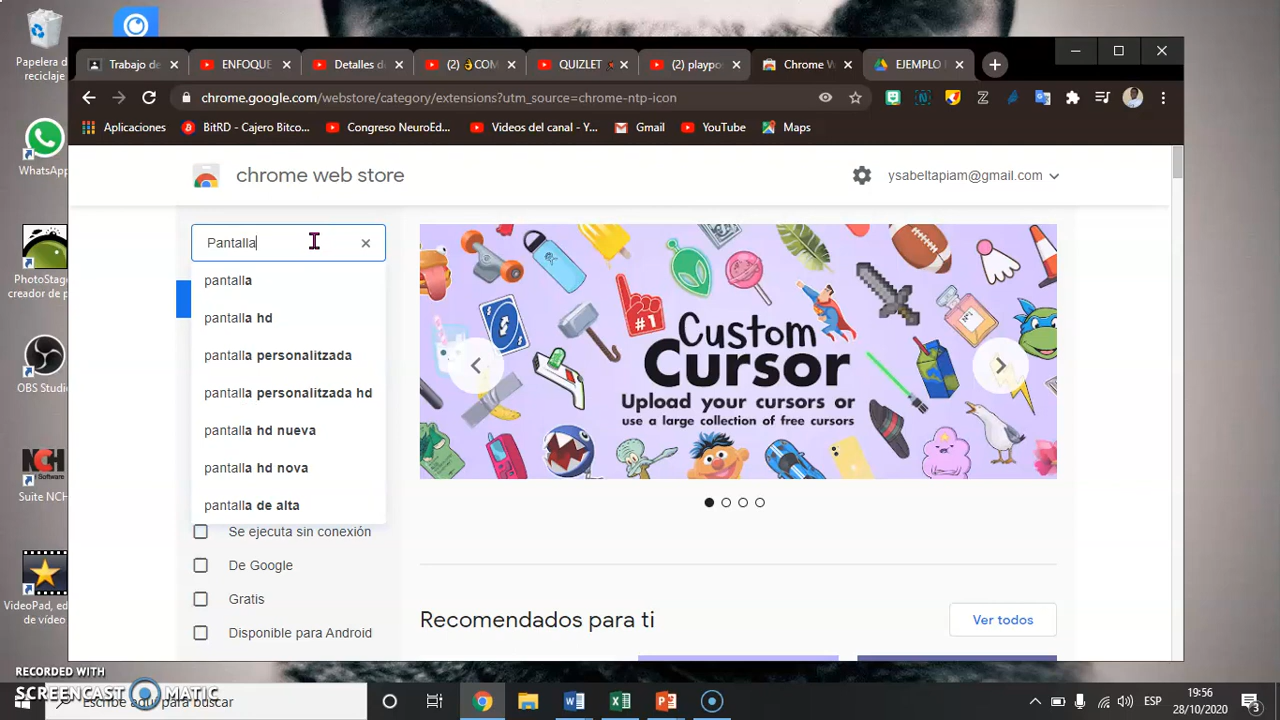 Papelera de
reciclaje
WhatsApp
PhotoStage
creador de p
OBS Studio
Suite NCH
VideoPad, ed
de vídeo
Trabajo de
ENFOQUE
Detalles d
(2) COM
QUIZLET
(2) playpo
Chrome W
EJEMPLO
chrome.google.com/webstore/category/extensions?utm_source=chrome-ntp-icon
Aplicaciones
BitRD - Cajero Bitco...
Congreso NeuroEd...
Videos del canal - Y...
Gmail
YouTube
Maps
chrome web store
ysabeltapiam@gmail.com
Pantalla
pantalla
pantalla hd
pantalla personalitzada
pantalla personalitzada hd
pantalla hd nueva
pantalla hd nova
pantalla de alta
Se ejecuta sin conexión
De Google
Gratis
Disponible para Android
#1
Custom
Cursor
Upload your cursors or
use a large collection of free cursors
Recomendados para ti
Ver todos
RECORDED WITH
SCREENCAST MATIC
Escribe aquí para buscar
ESP
19:56
28/10/2020
3